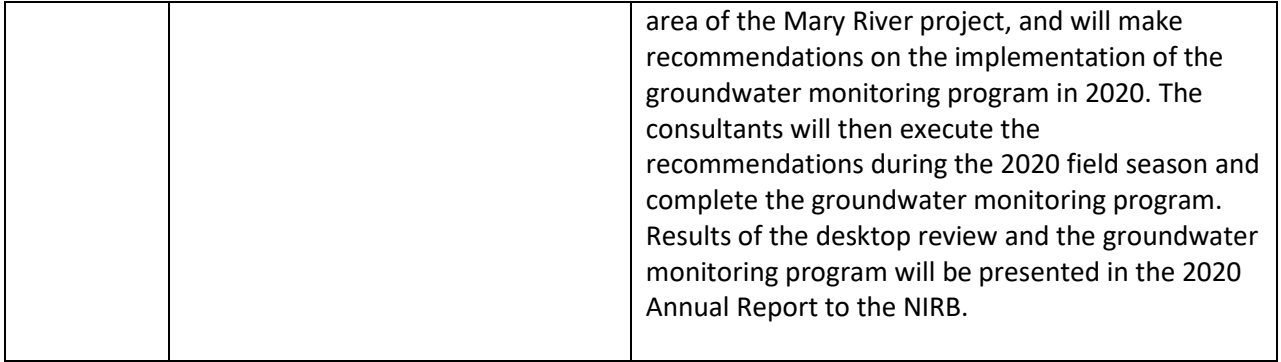 area of the Mary River project, and will make
recommendations on the implementation of the
groundwater monitoring program in 2020. The
consultants will then execute the
recommendations during the 2020 field season and
complete the groundwater monitoring program.
Results of the desktop review and the groundwater
monitoring program will be presented in the 2020
Annual Report to the NIRB.